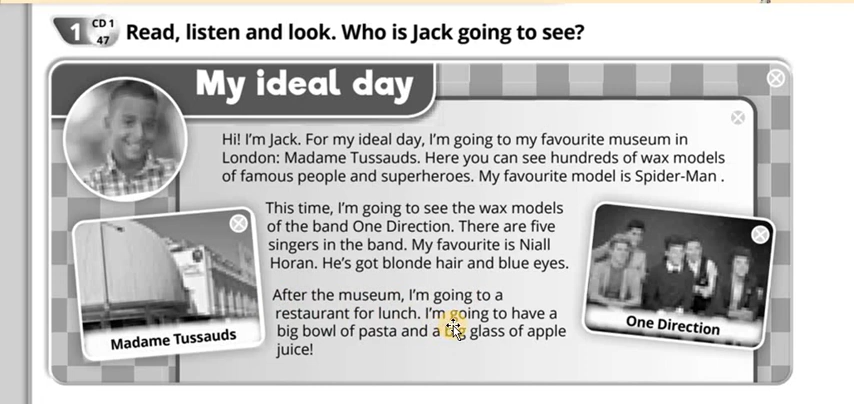 1 CD 1
47
Read, listen and look. Who is Jack going to see?
My ideal day
Hi! I'm Jack. For my ideal day, I'm going to my favourite museum in
London: Madame Tussauds. Here you can see hundreds of wax models
of famous people and superheroes. My favourite model is Spider-Man .
This time, I'm going to see the wax models
of the band One Direction. There are five
singers in the band. My favourite is Niall
Horan. He's got blonde hair and blue eyes.
After the museum, I'm going to a
restaurant for lunch. I'm going to have a
big bowl of pasta and a big glass of apple
juice!
Madame Tussauds
One Direction